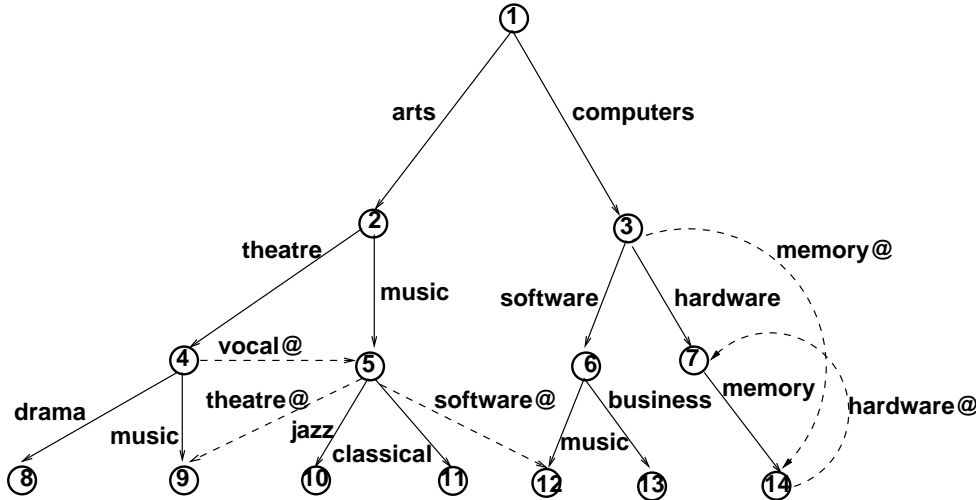 1
arts
computers
2
3
theatre
memory@
music
software
hardware
vocal@
4
5
6
7
drama
music
theatre@
jazz
classical
software@
music
business
memory
hardware@
8
9
10
11
12
13
14